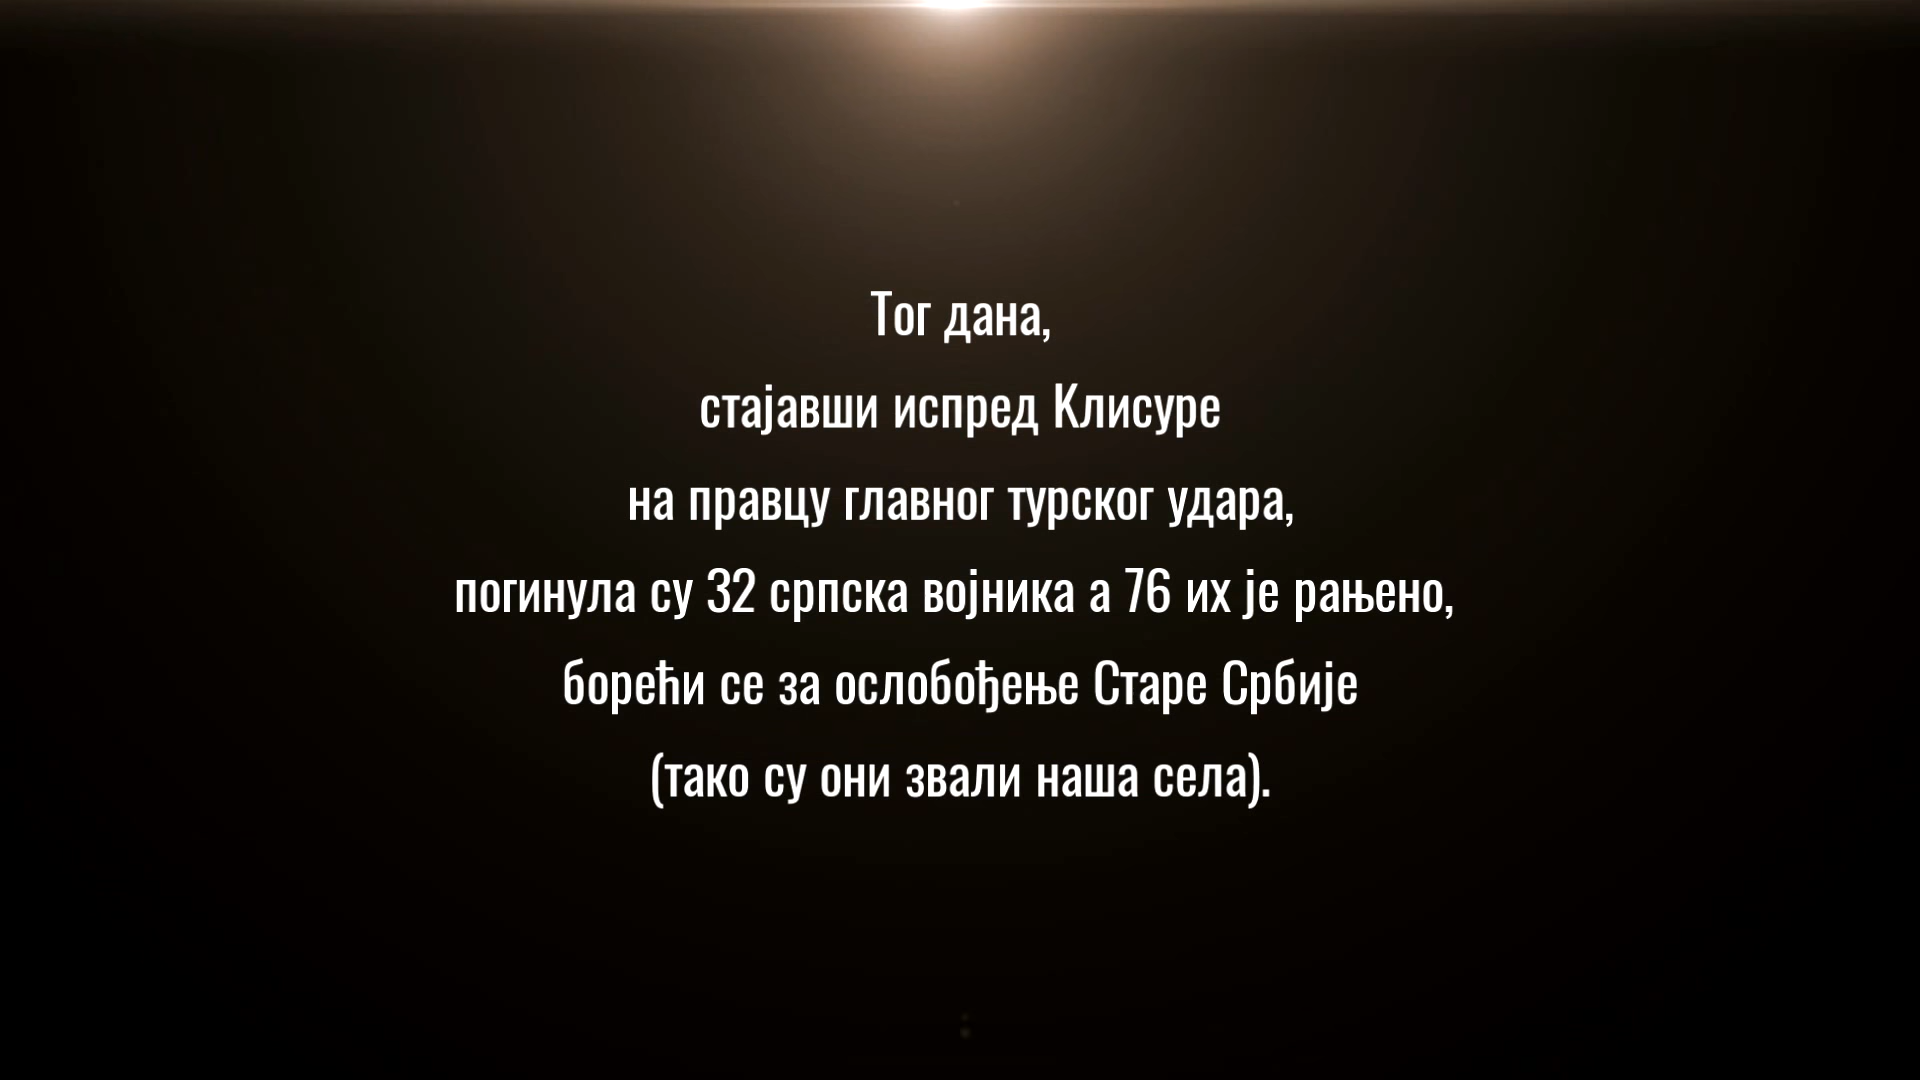 Тог дана,
стајавши испред Клисуре
на правцу главног турског удара,
погинула су 32 српска војника а 76 их је рањено,
борећи се за ослобођење Старе Србије
(тако су они звали наша села).